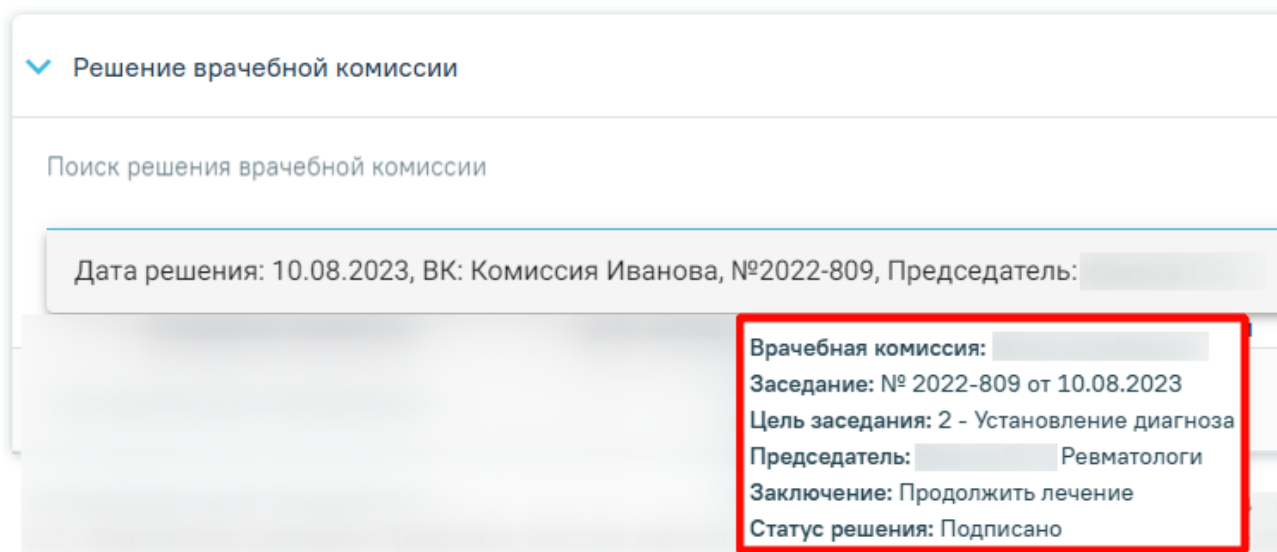 Решение врачебной комиссии
Поиск решения врачебной комиссии
Дата решения: 10.08.2023, ВК: Комиссия Иванова, №2022-809, Председатель:
Врачебная комиссия:
Заседание: № 2022-809 от 10.08.2023
Цель заседания: 2 - Установление диагноза
Председатель: Ревматологи
Заключение: Продолжить лечение
Статус решения: Подписано